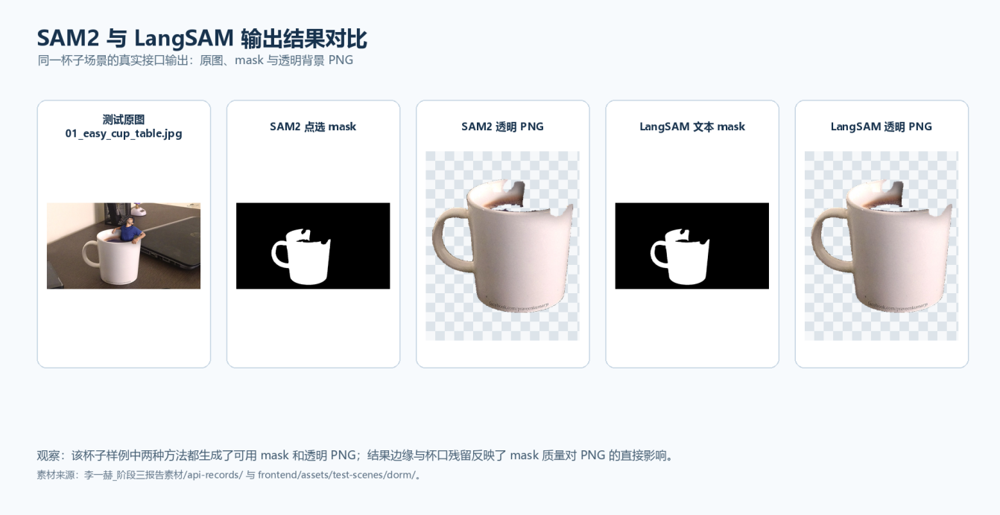 SAM2 与 LangSAM 输出结果对比
同一杯子场景的真实接口输出：原图、mask 与透明背景 PNG
测试原图
01_easy_cup_table.jpg
SAM2 点选 mask
SAM2 透明 PNG
LangSAM 文本 mask
LangSAM 透明 PNG
观察：该杯子样例中两种方法都生成了可用 mask 和透明 PNG；结果边缘与杯口残留反映了 mask 质量对 PNG 的直接影响。
素材来源：李一赫_阶段三报告素材/api-records/ 与 frontend/assets/test-scenes/dorm/。